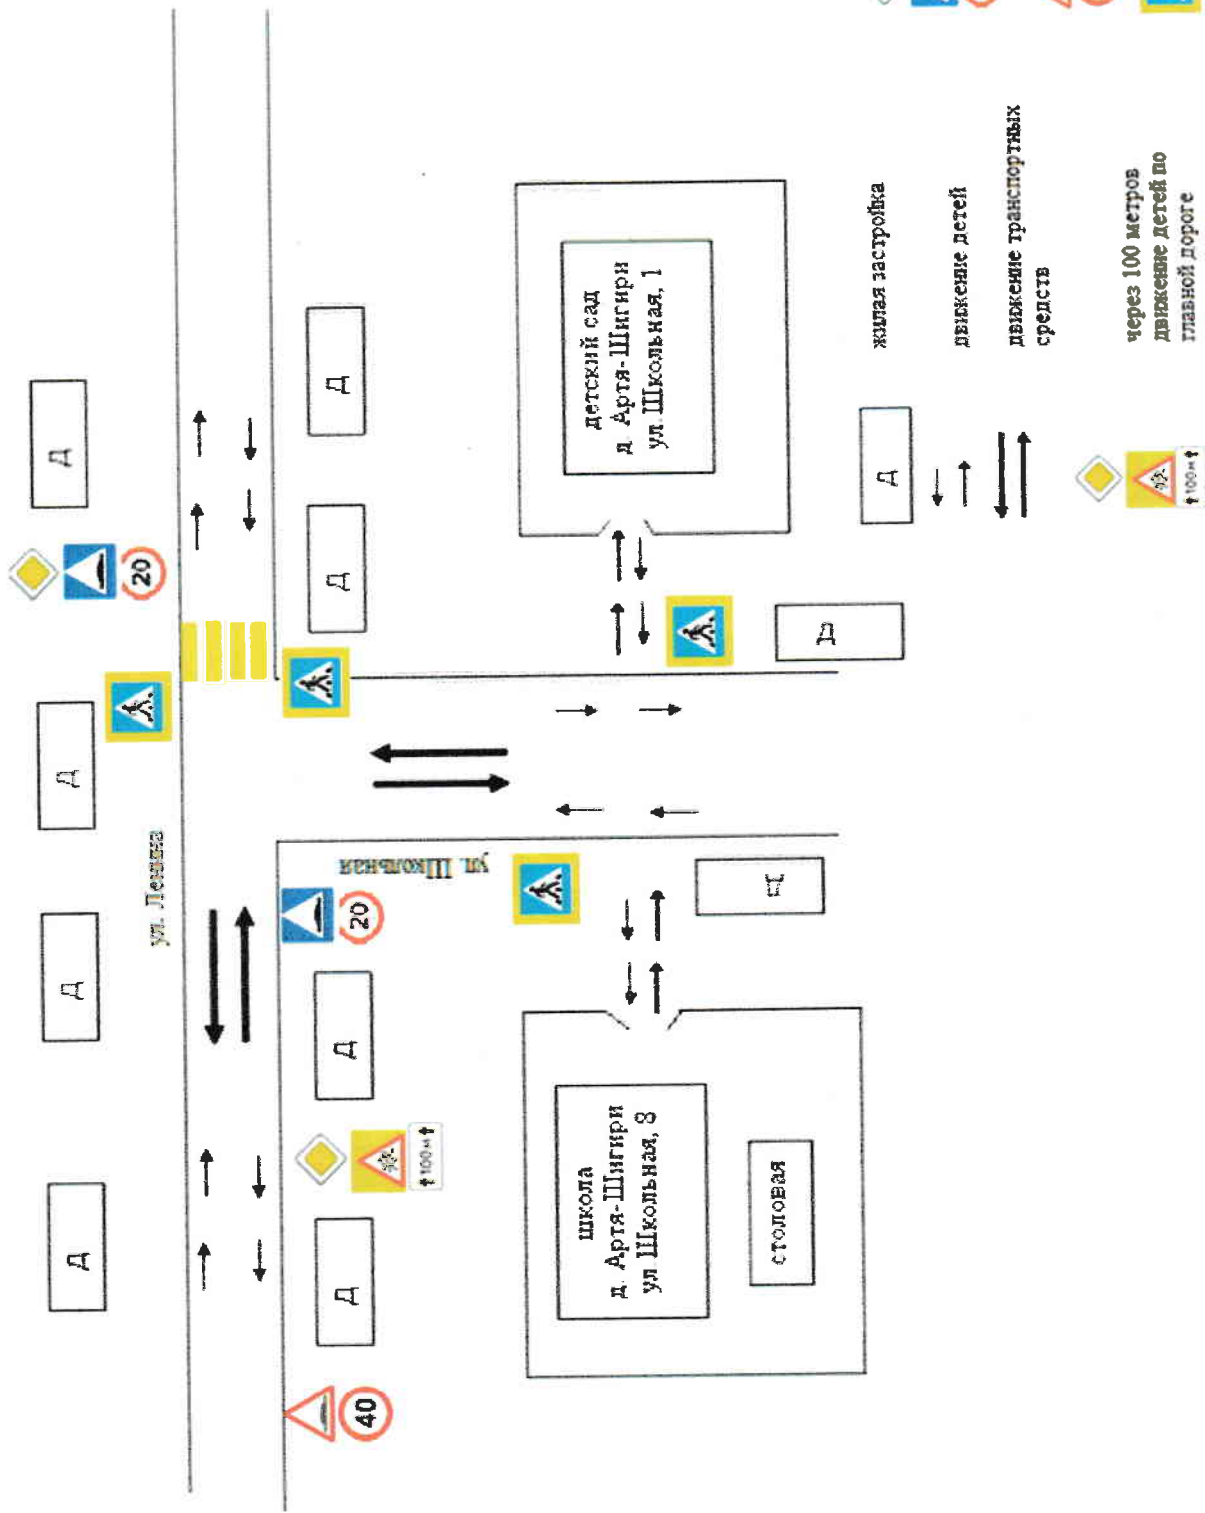 Д
Д
Д
Д
Д
20
ул. Ленина
20
ул. Школьная
Д
Д
Д
Д
100 м
40
школа
д. Артя-Шигири
ул. Школьная, 8
столовая
Д
Д
детский сад
д. Артя-Шигири
ул. Школьная, 1
Д
жилая застройка
движение детей
движение транспортных
средств
100 м
через 100 метров
движение детей по
главной дороге